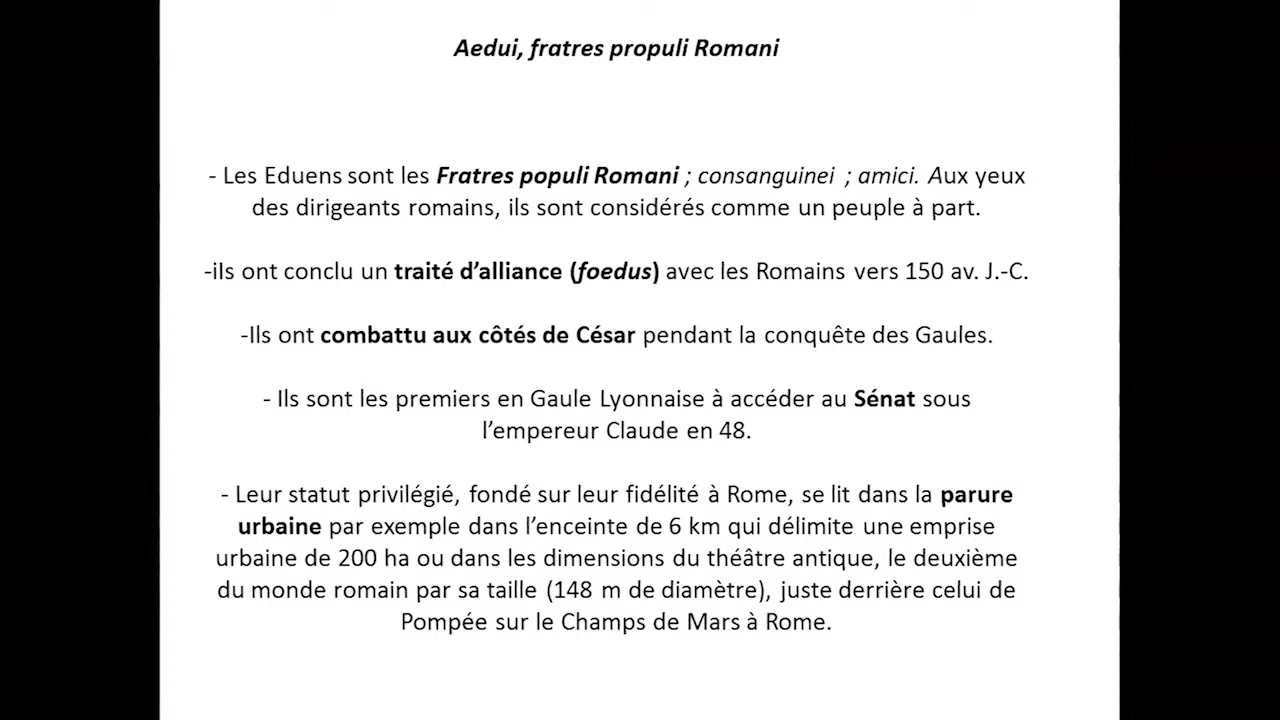 Aedui, fratres propuli Romani
- Les Eduens sont les Fratres populi Romani ; consanguinei ; amici. Aux yeux
des dirigeants romains, ils sont considérés comme un peuple à part.
-ils ont conclu un traité d’alliance (foedus) avec les Romains vers 150 av. J.-C.
-Ils ont combattu aux côtés de César pendant la conquête des Gaules.
- Ils sont les premiers en Gaule Lyonnaise à accéder au Sénat sous
l’empereur Claude en 48.
- Leur statut privilégié, fondé sur leur fidélité à Rome, se lit dans la parure
urbaine par exemple dans l’enceinte de 6 km qui délimite une emprise
urbaine de 200 ha ou dans les dimensions du théâtre antique, le deuxième
du monde romain par sa taille (148 m de diamètre), juste derrière celui de
Pompée sur le Champs de Mars à Rome.